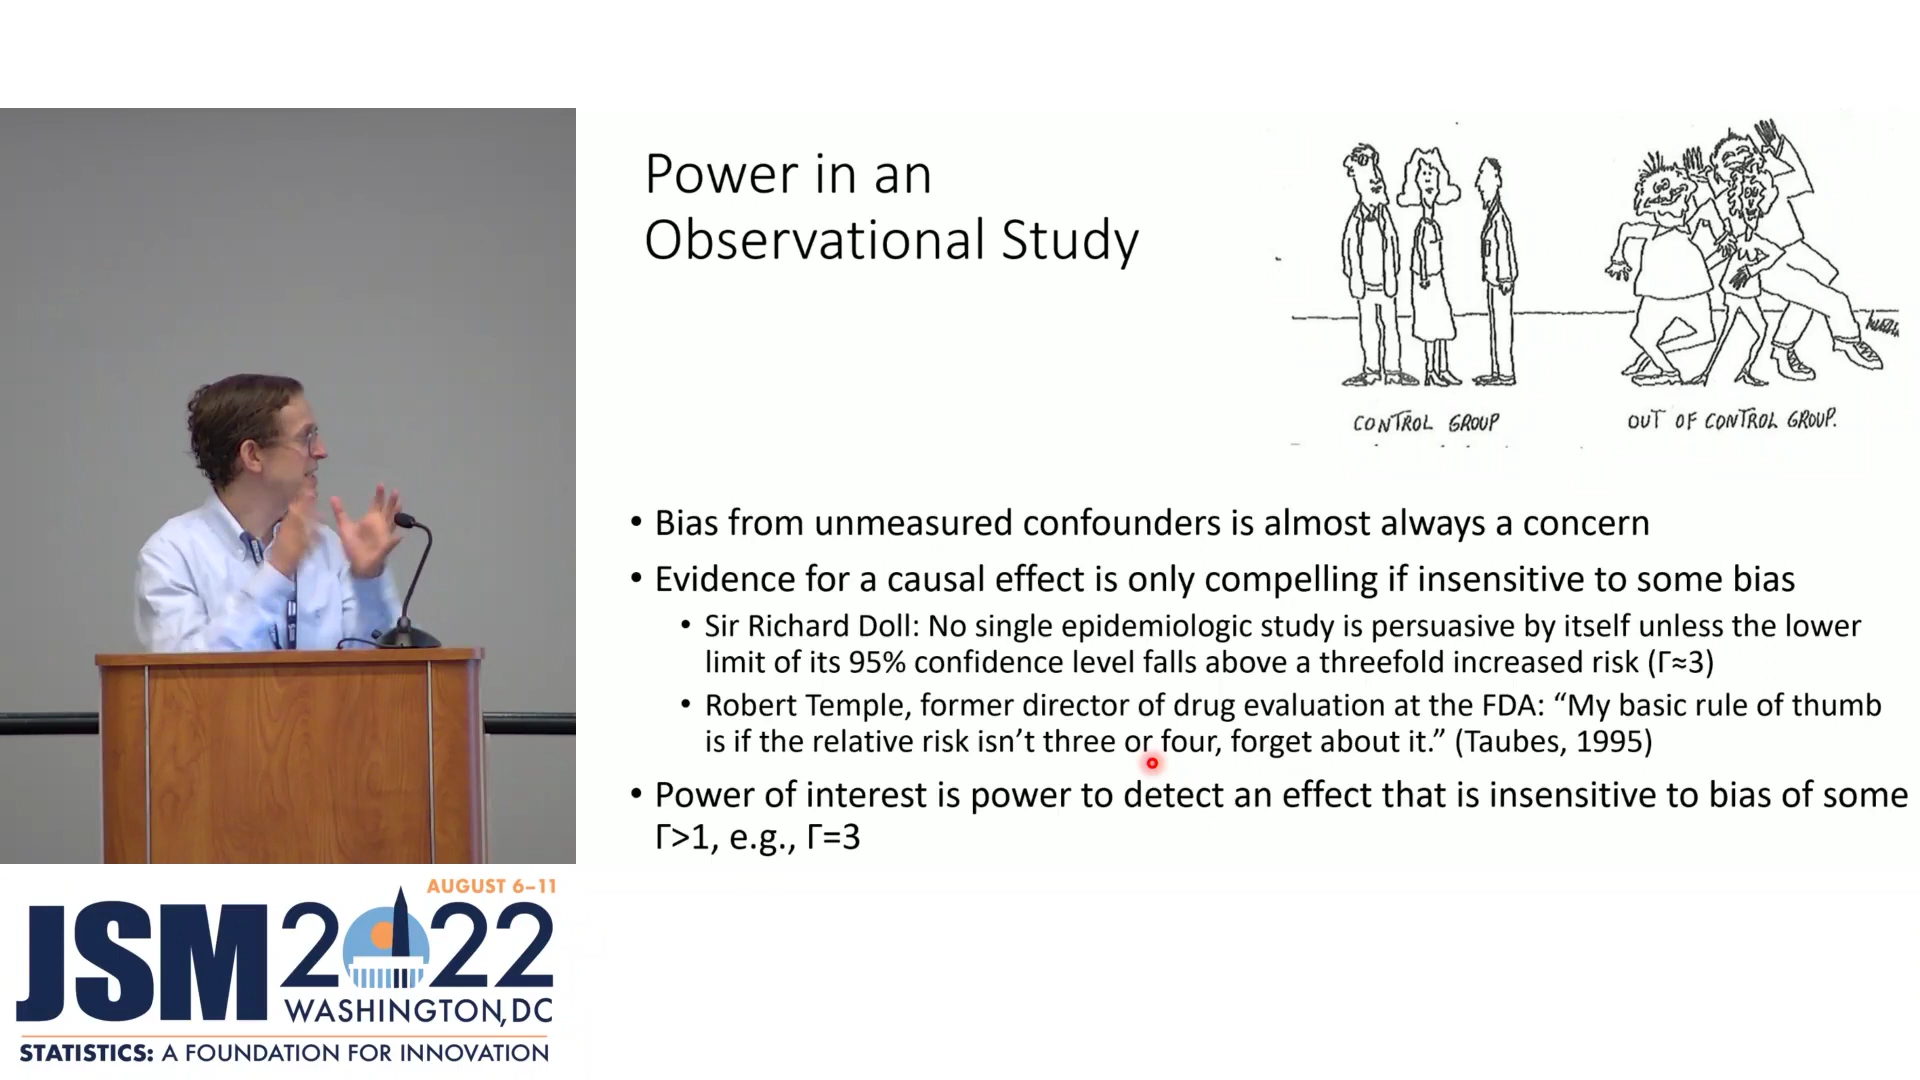 Power in an
Observational Study
CONTROL GROUP
OUT OF CONTROL GROUP.
• Bias from unmeasured confounders is almost always a concern
• Evidence for a causal effect is only compelling if insensitive to some bias
• Sir Richard Doll: No single epidemiologic study is persuasive by itself unless the lower
limit of its 95% confidence level falls above a threefold increased risk (Γ≈3)
• Robert Temple, former director of drug evaluation at the FDA: “My basic rule of thumb
is if the relative risk isn’t three or four, forget about it.” (Taubes, 1995)
• Power of interest is power to detect an effect that is insensitive to bias of some
Γ>1, e.g., Γ=3
AUGUST 6–11
JSM 2022
WASHINGTON, DC
STATISTICS: A FOUNDATION FOR INNOVATION